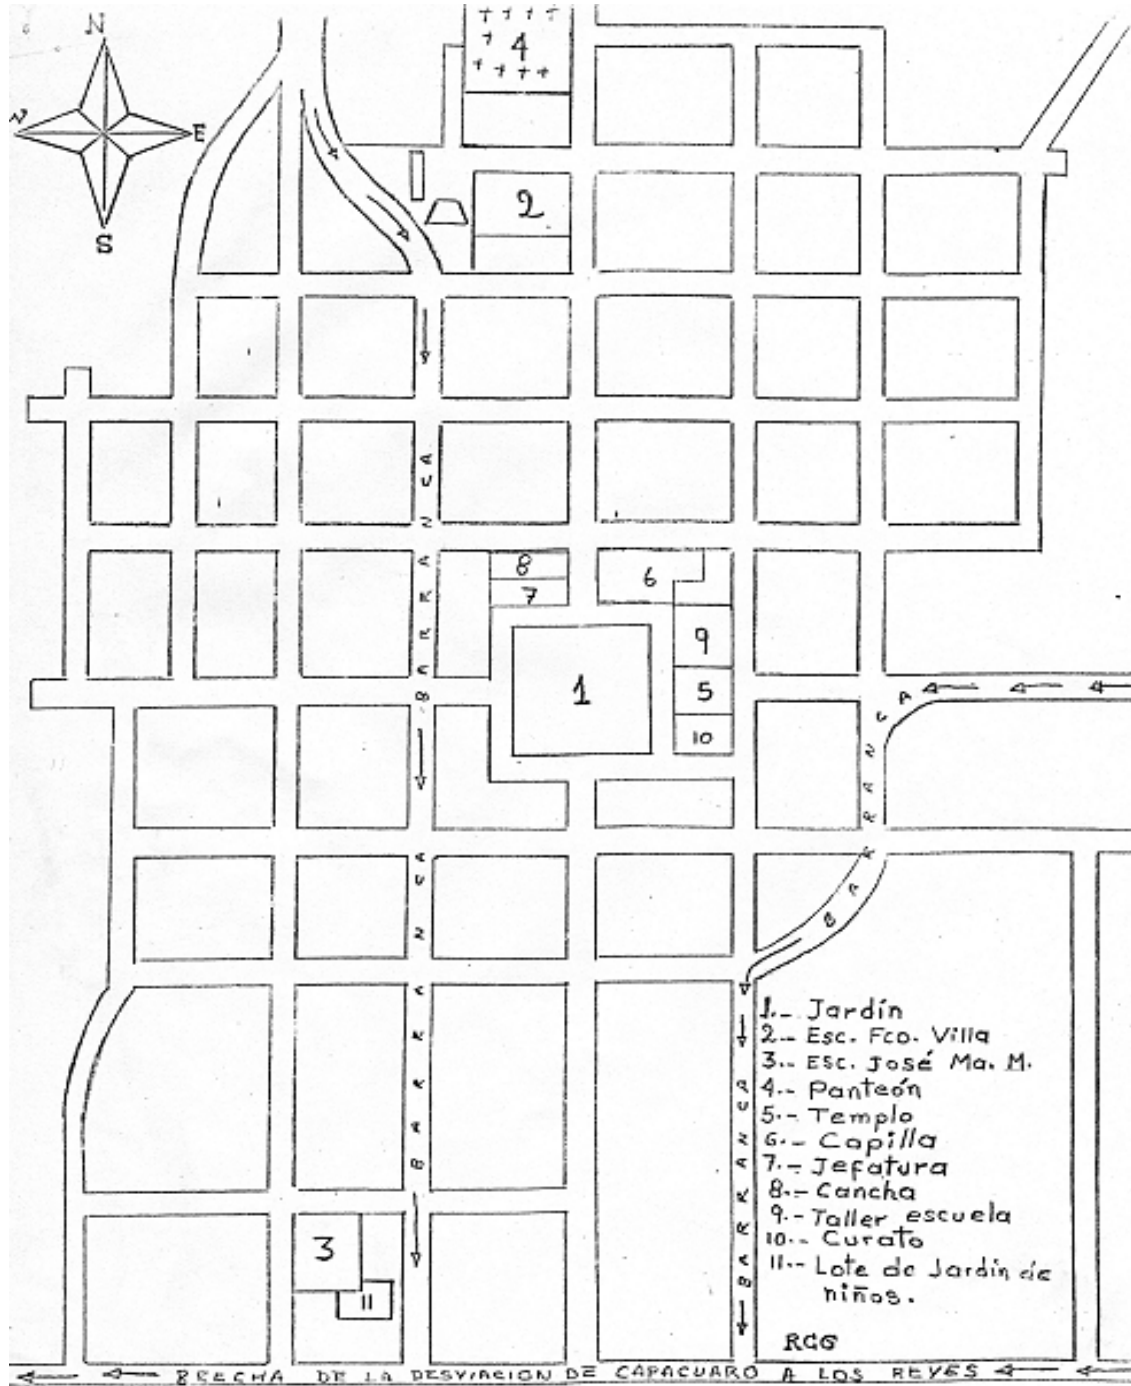 N
E
S
4
2
BARRANCA
8
7
6
9
1
5
10
BARRANCA
BARRANCA
BARRANCA
3
11
1.- Jardín
2.- Esc. Fco. Villa
3.- Esc. José Ma. M.
4.- Panteón
5.- Templo
6.- Capilla
7.- Jefatura
8.- Cancha
9.- Taller escuela
10.- Curato
11.- Lote de Jardín de
niños.
RCG
BRECHA DE LA DESVIACION DE CAPACUARO A LOS REYES